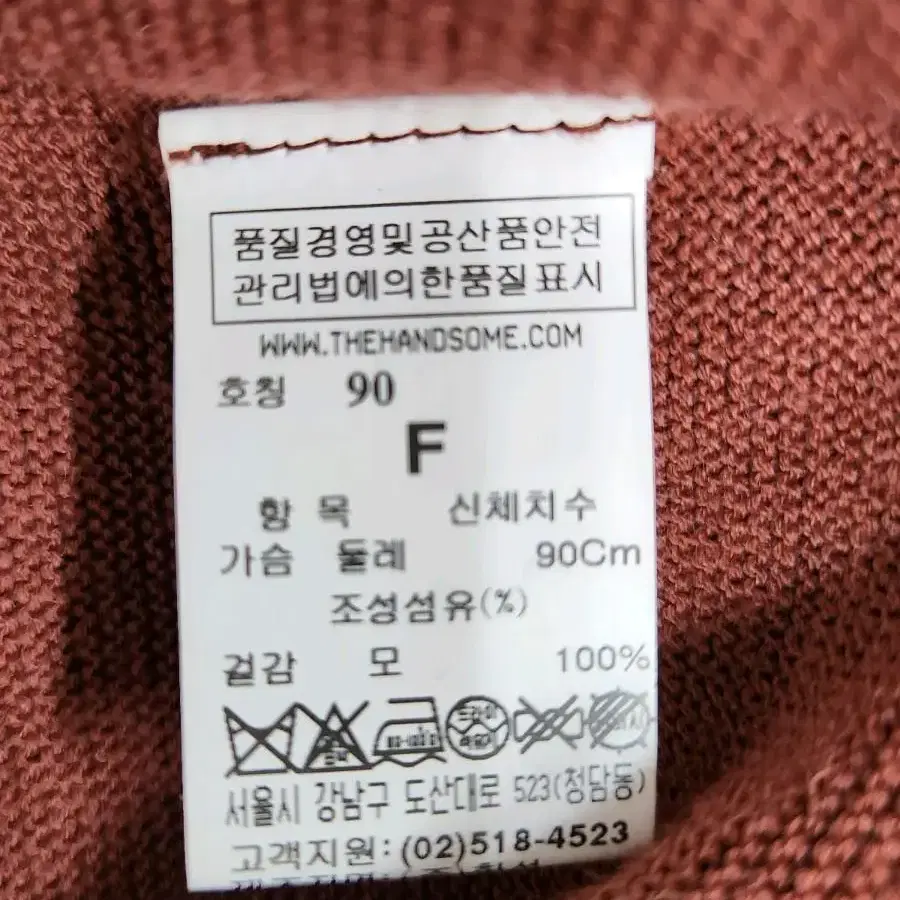 품질경영및공산품안전
관리법에의한품질표시
WWW.THEHANDSOME.COM
호칭 90
F
항 목 신체치수
가슴 둘레 90Cm
조성섬유(%)
겉감 모 100%
드라이
서울시 강남구 도산대로 523(청담동)
고객지원: (02)518-4523